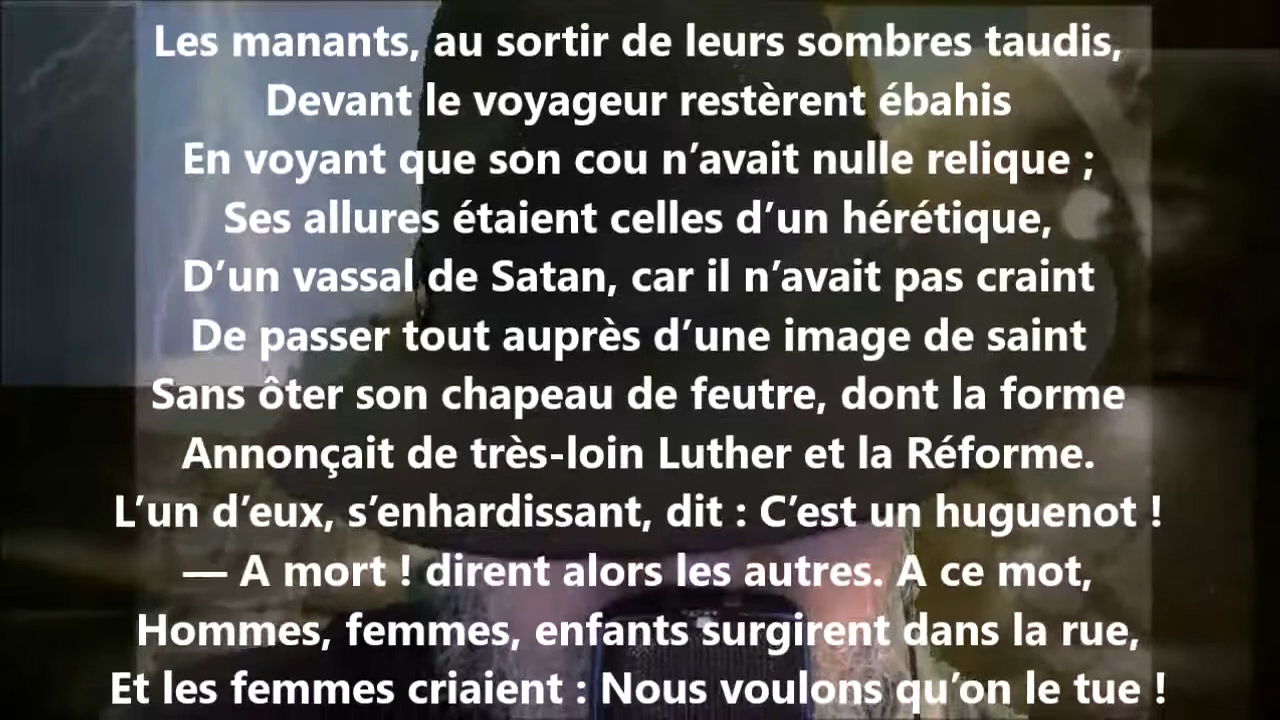 Les manants, au sortir de leurs sombres taudis,
Devant le voyageur restèrent ébahis
En voyant que son cou n’avait nulle relique ;
Ses allures étaient celles d’un hérétique,
D’un vassal de Satan, car il n’avait pas craint
De passer tout auprès d’une image de saint
Sans ôter son chapeau de feutre, dont la forme
Annonçait de très-loin Luther et la Réforme.
L’un d’eux, s’enhardissant, dit : C’est un huguenot !
— A mort ! dirent alors les autres. A ce mot,
Hommes, femmes, enfants surgirent dans la rue,
Et les femmes criaient : Nous voulons qu’on le tue !